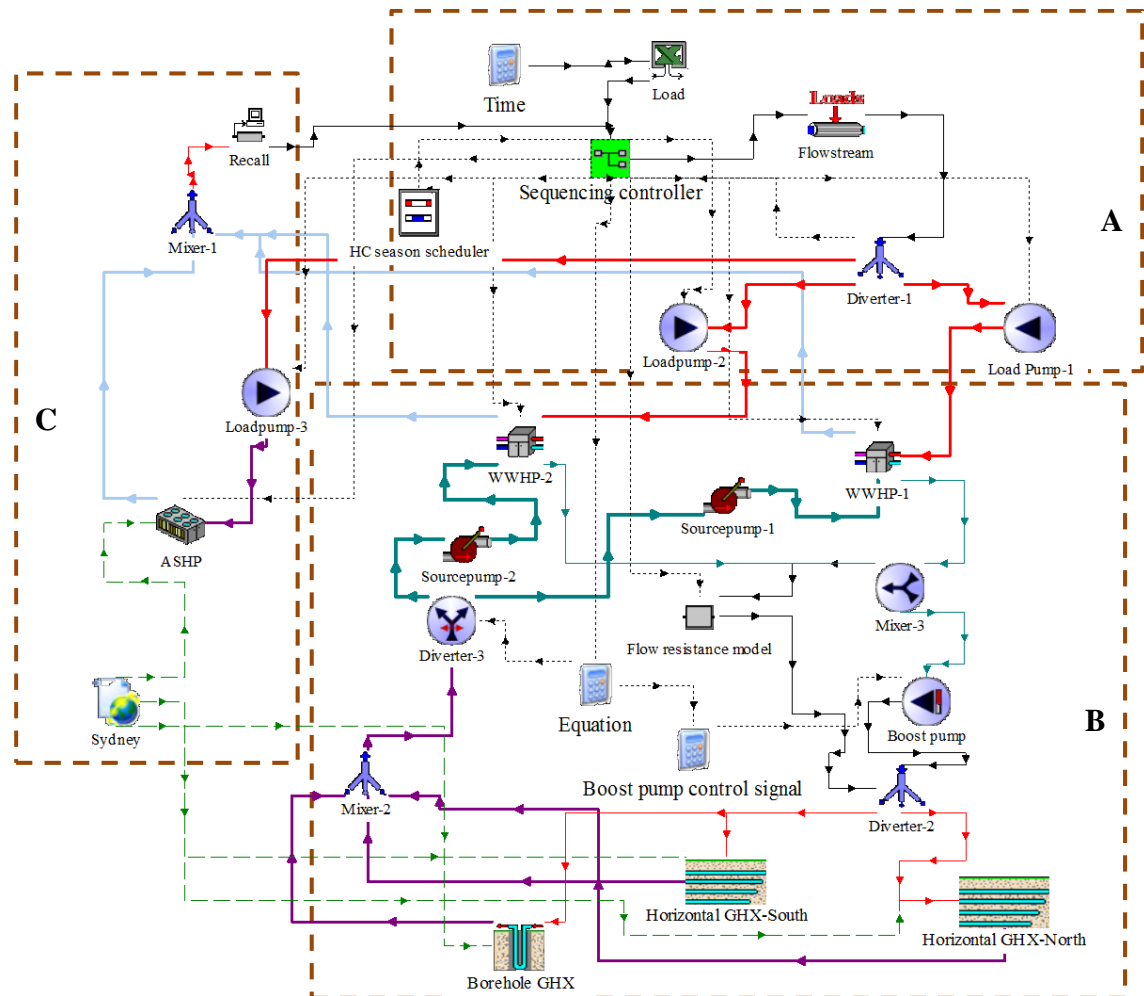 Time
Load
Loads
Flowstream
Recall
Sequencing controller
A
Mixer-1
HC season scheduler
Diverter-1
Loadpump-2
Load Pump-1
C
Loadpump-3
WWHP-2
WWHP-1
Sourcepump-1
ASHP
Sourcepump-2
Mixer-3
Diverter-3
Flow resistance model
Sydney
Equation
Boost pump
B
Boost pump control signal
Mixer-2
Diverter-2
Horizontal GHX-South
Horizontal GHX-North
Borehole GHX